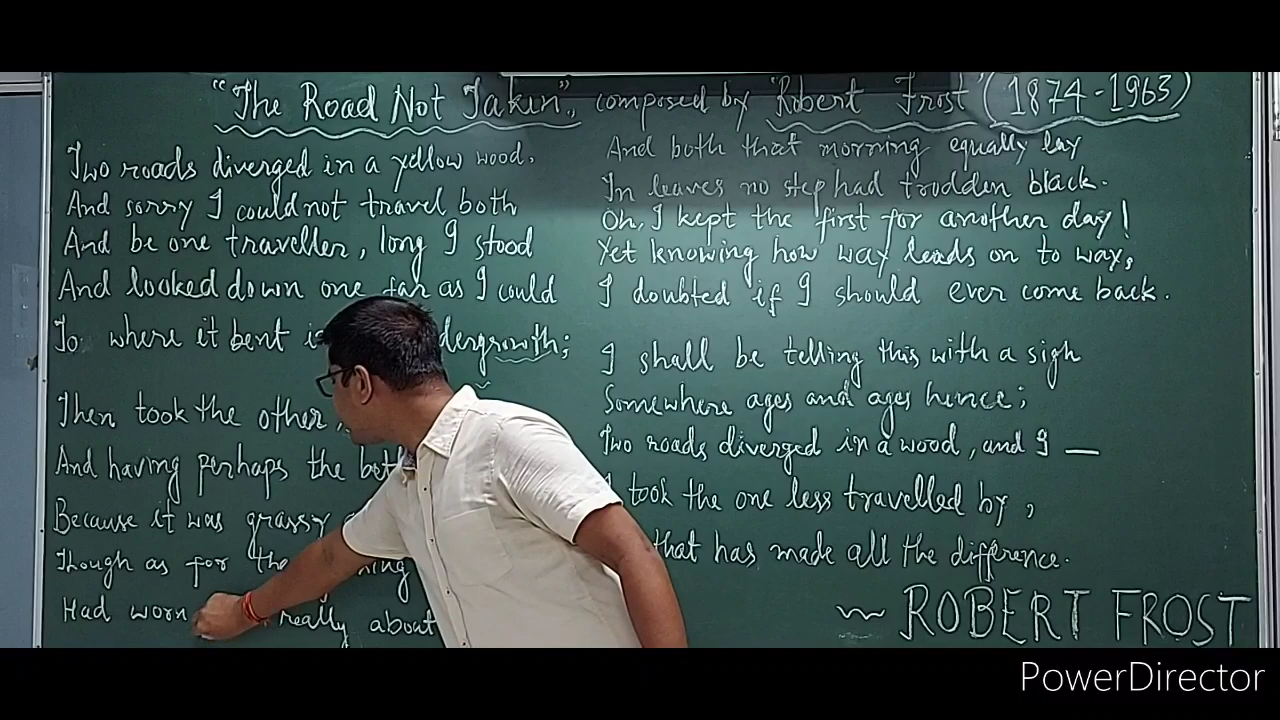 "The Road Not Taken", composed by "Robert Frost" (1874-1963)
Two roads diverged in a yellow wood,
And sorry I could not travel both
And be one traveller, long I stood
And looked down one far as I could
To where it bent dergrowth;
Then took the other,
And having perhaps the bett
Because it was grassy
Though as for the ing
Had worn really about
And both that morning equally lay
In leaves no step had trodden black.
Oh, I kept the first for another day!
Yet knowing how way leads on to way,
I doubted if I should ever come back.
I shall be telling this with a sigh
Somewhere ages and ages hence;
Two roads diverged in a wood, and I —
I took the one less travelled by,
that has made all the difference.
~ ROBERT FROST
PowerDirector